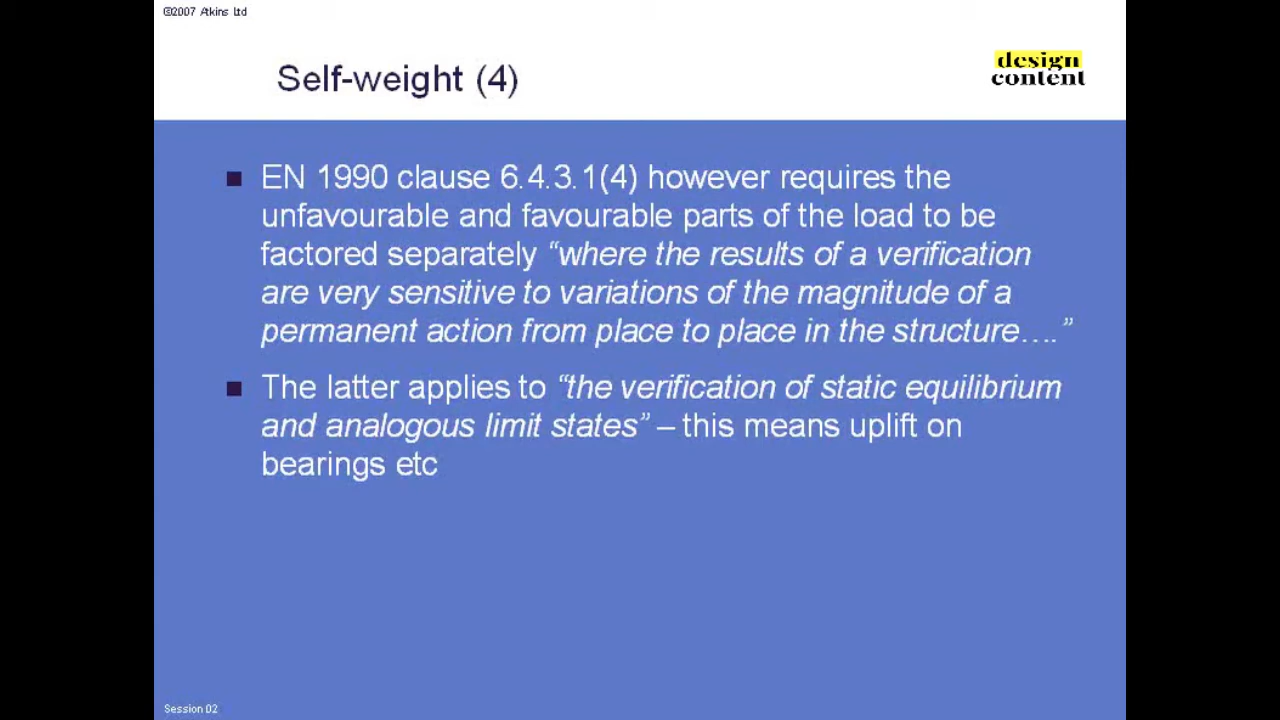 ©2007 Atkins Ltd
Self-weight (4)
design
content
EN 1990 clause 6.4.3.1(4) however requires the
unfavourable and favourable parts of the load to be
factored separately “where the results of a verification
are very sensitive to variations of the magnitude of a
permanent action from place to place in the structure….”
The latter applies to “the verification of static equilibrium
and analogous limit states” – this means uplift on
bearings etc
Session 02